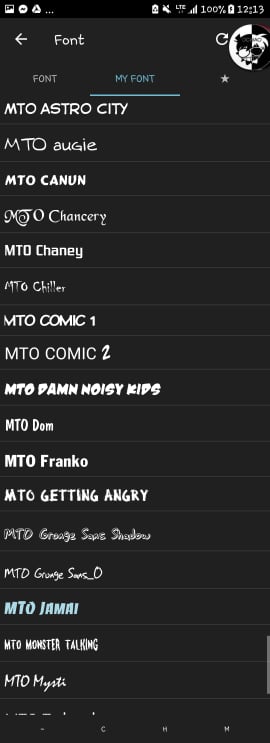 ... LTE 100% 12:13
Font
FONT MY FONT ★
MTO ASTRO CITY
MTO augie
MTO CANUN
MTO Chancery
MTO Chaney
MTO Chiller
MTO COMIC 1
MTO COMIC 2
MTO DAMN NOISY KIDS
MTO Dom
MTO Franko
MTO GETTING ANGRY
MTO Grunge Sans Shadow
MTO Grunge Sans_O
MTO JAMAI
MTO MONSTER TALKING
MTO Mysti
~ C H M